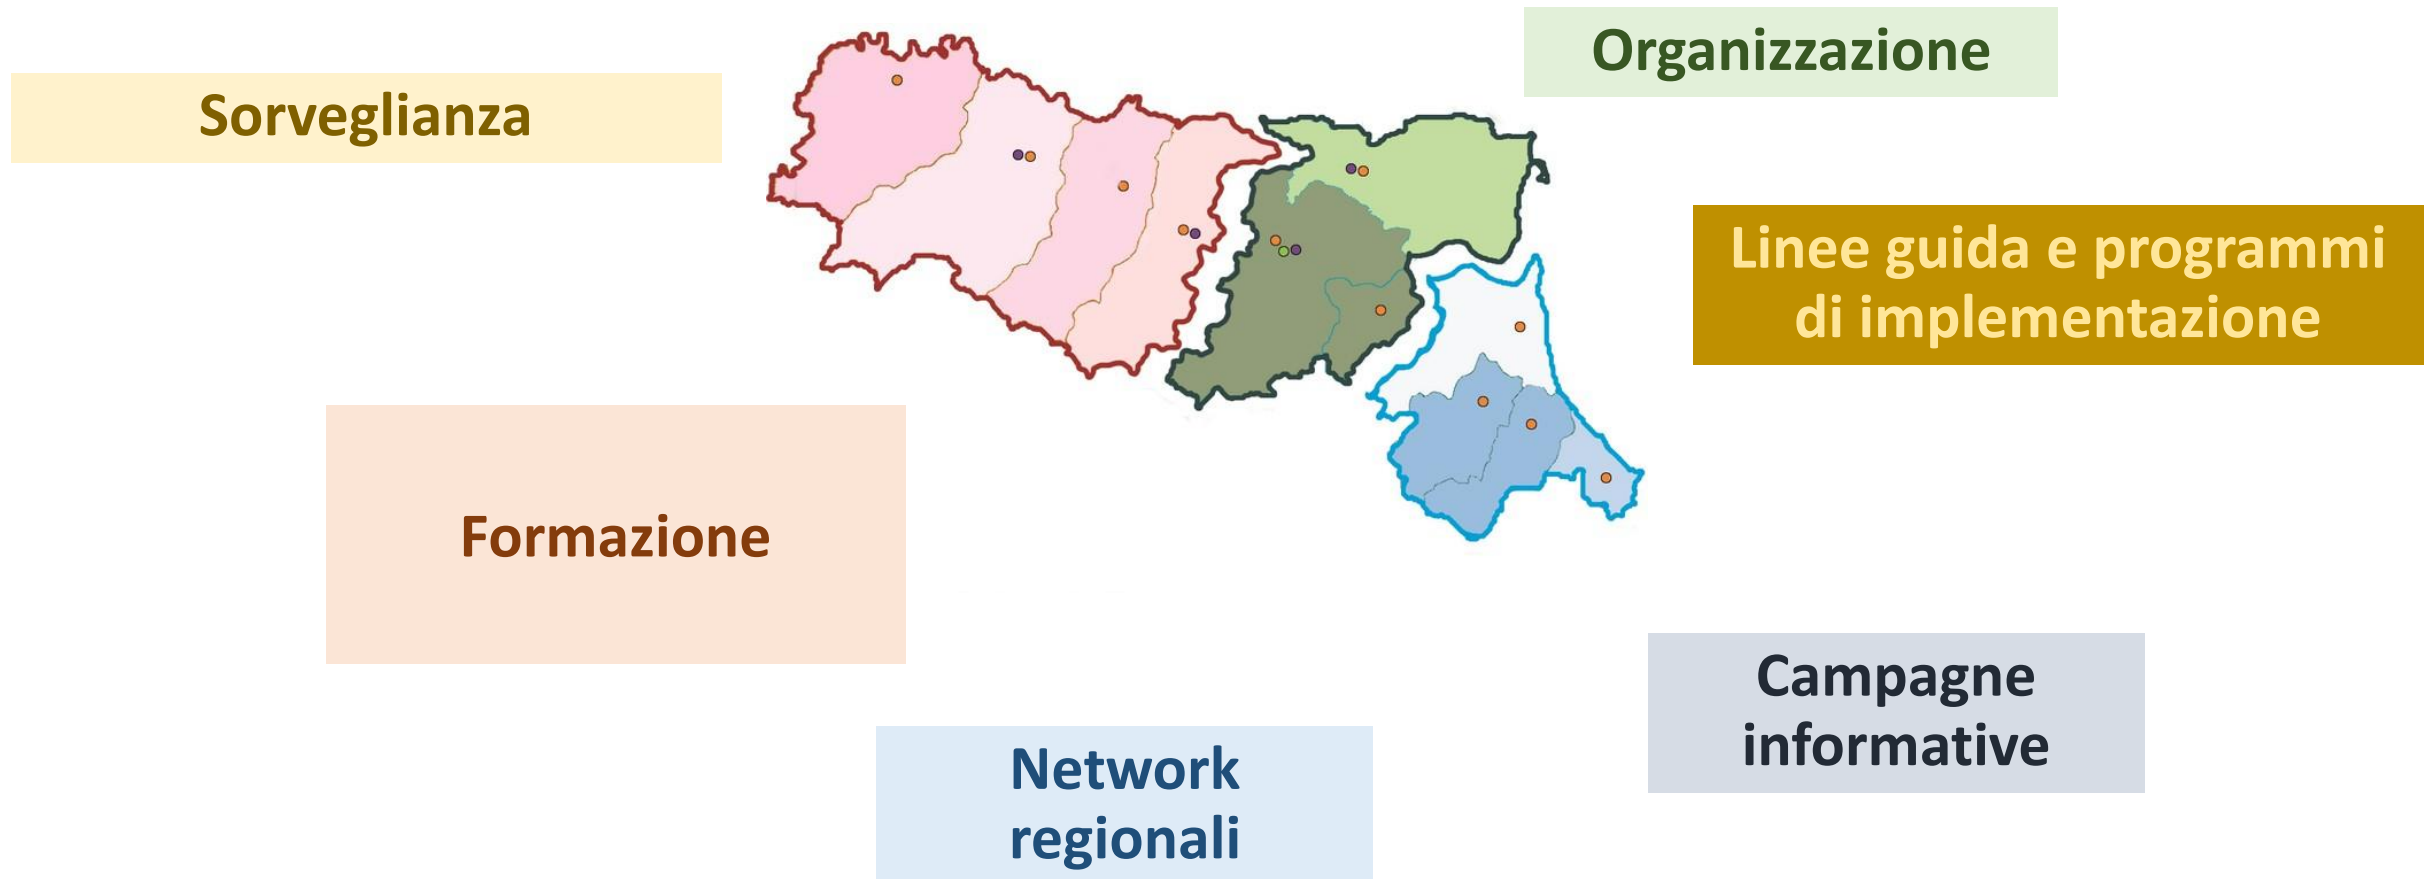 Organizzazione
Sorveglianza
Linee guida e programmi
di implementazione
Formazione
Campagne
informative
Network
regionali